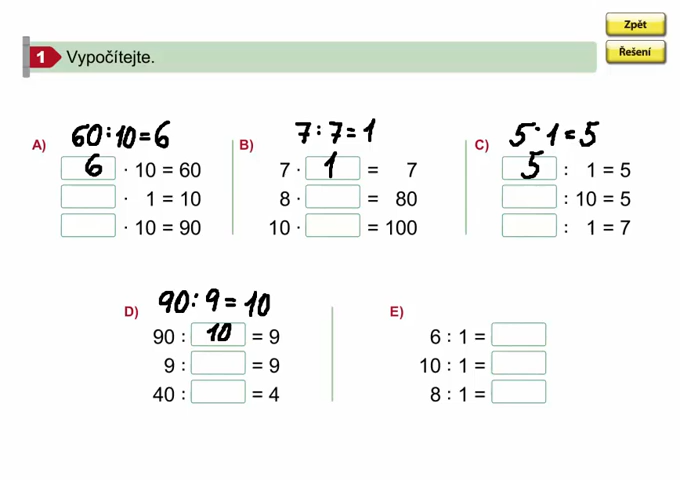 Zpět
1 Vypočítejte.
Řešení
A) 60:10=6
6 · 10 = 60
· 1 = 10
· 10 = 90
B) 7:7=1
7 · 1 = 7
8 · = 80
10 · = 100
C) 5·1=5
5 : 1 = 5
: 10 = 5
: 1 = 7
D) 90:9=10
90 : 10 = 9
9 : = 9
40 : = 4
E)
6 : 1 =
10 : 1 =
8 : 1 =